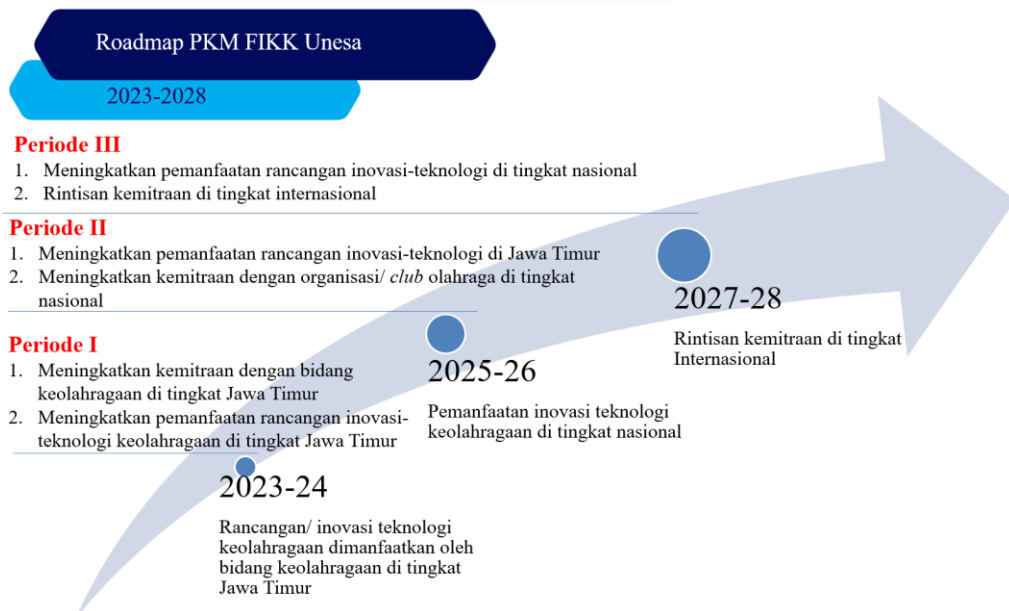 Roadmap PKM FIKK Unesa
2023-2028
Periode III
1. Meningkatkan pemanfaatan rancangan inovasi-teknologi di tingkat nasional
2. Rintisan kemitraan di tingkat internasional
Periode II
1. Meningkatkan pemanfaatan rancangan inovasi-teknologi di Jawa Timur
2. Meningkatkan kemitraan dengan organisasi/ club olahraga di tingkat
nasional
Periode I
1. Meningkatkan kemitraan dengan bidang
keolahragaan di tingkat Jawa Timur
2. Meningkatkan pemanfaatan rancangan inovasi-
teknologi keolahragaan di tingkat Jawa Timur
2023-24
Rancangan/ inovasi teknologi
keolahragaan dimanfaatkan oleh
bidang keolahragaan di tingkat
Jawa Timur
2025-26
Pemanfaatan inovasi teknologi
keolahragaan di tingkat nasional
2027-28
Rintisan kemitraan di tingkat
Internasional